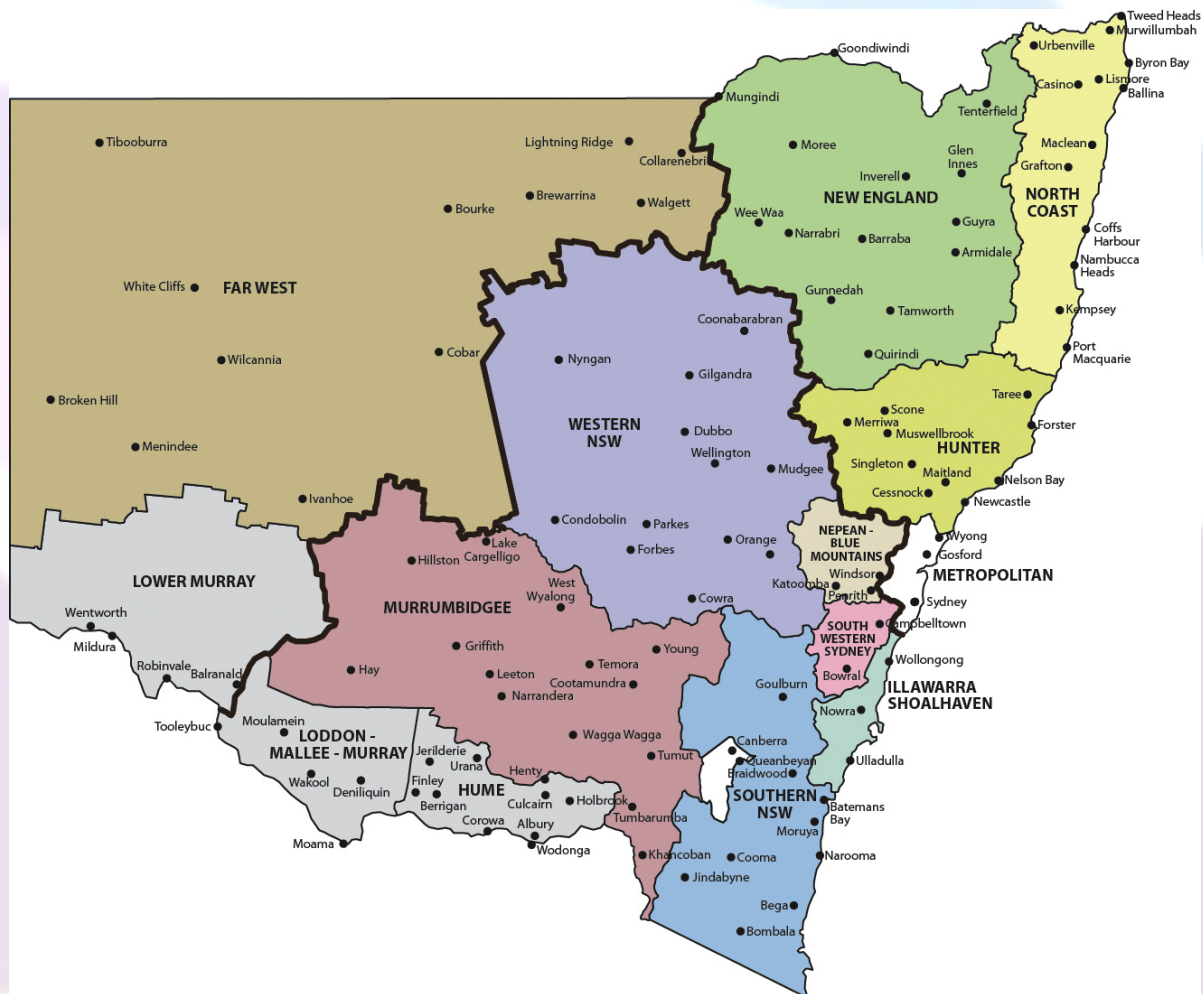 Tweed Heads
Murwillumbah
Urbenville
Goondiwindi
Byron Bay
Lismore
Casino
Ballina
Mungindi
Tenterfield
Tibooburra
Lightning Ridge
Collarenebri
Moree
Maclean
Glen
Innes
Grafton
Inverell
NEW ENGLAND
NORTH
COAST
Brewarrina
Walgett
Bourke
Wee Waa
Narrabri
Barraba
Guyra
Armidale
Coffs
Harbour
Nambucca
Heads
White Cliffs
FAR WEST
Gunnedah
Tamworth
Kempsey
Coonabarabran
Port
Macquarie
Quirindi
Cobar
Wilcannia
Nyngan
Gilgandra
Broken Hill
Taree
Scone
Merriwa
Muswellbrook
Forster
WESTERN
NSW
Dubbo
HUNTER
Menindee
Wellington
Mudgee
Singleton
Maitland
Nelson Bay
Cessnock
Newcastle
Ivanhoe
Condobolin
Parkes
NEPEAN -
BLUE
MOUNTAINS
Wyong
Orange
Forbes
Gosford
Lake
Cargelligo
Hillston
METROPOLITAN
Windsor
Katoomba
Penrith
LOWER MURRAY
West
Wyalong
MURRUMBIDGEE
Cowra
Sydney
Wentworth
Mildura
Campbelltown
SOUTH
WESTERN
SYDNEY
Griffith
Young
Wollongong
Robinvale
Balranald
Hay
Leeton
Temora
Cootamundra
Narrandera
Bowral
Goulburn
ILLAWARRA
SHOALHAVEN
Nowra
Tooleybuc
Moulamein
LODDON -
MALLEE - MURRAY
Wagga Wagga
Canberra
Jerilderie
Urana
Tumut
Queanbeyan
Braidwood
Ulladulla
Wakool
Deniliquin
Finley
Berrigan
HUME
Henty
Culcairn
Holbrook
SOUTHERN
NSW
Batemans
Bay
Corowa
Albury
Tumbarumba
Moruya
Moama
Wodonga
Khancoban
Cooma
Narooma
Jindabyne
Bega
Bombala